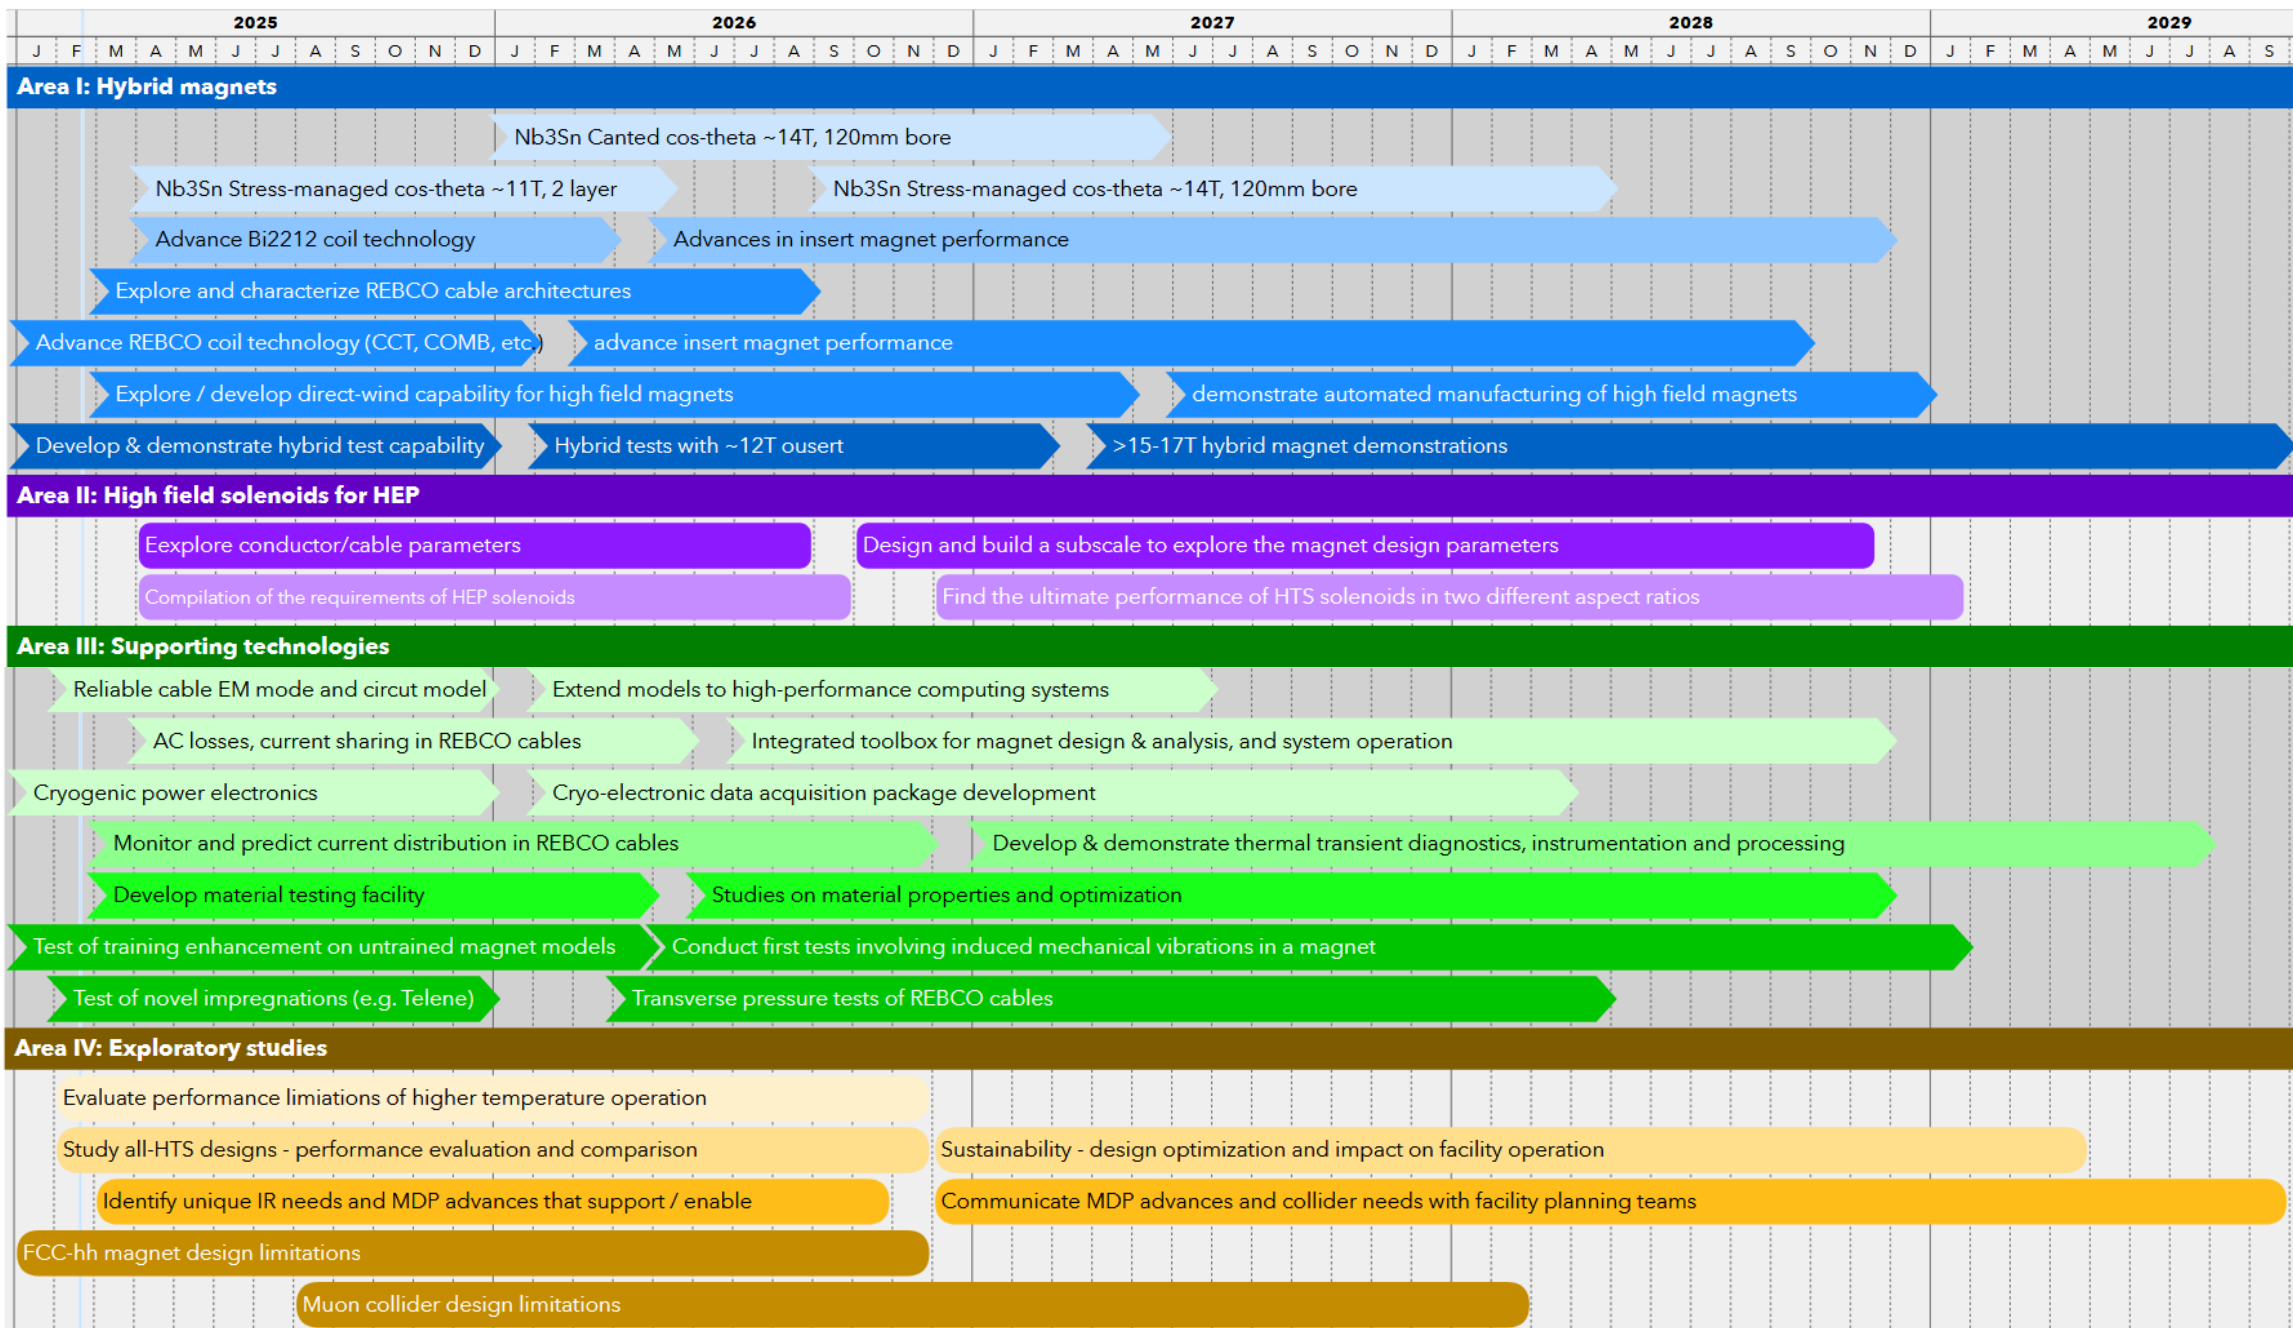 2025 2026 2027 2028 2029
J F M A M J J A S O N D J F M A M J J A S O N D J F M A M J J A S O N D J F M A M J J A S O N D J F M A M J J A S
Area I: Hybrid magnets
Nb3Sn Canted cos-theta ~14T, 120mm bore
Nb3Sn Stress-managed cos-theta ~11T, 2 layer Nb3Sn Stress-managed cos-theta ~14T, 120mm bore
Advance Bi2212 coil technology Advances in insert magnet performance
Explore and characterize REBCO cable architectures
Advance REBCO coil technology (CCT, COMB, etc.) advance insert magnet performance
Explore / develop direct-wind capability for high field magnets demonstrate automated manufacturing of high field magnets
Develop & demonstrate hybrid test capability Hybrid tests with ~12T ousert >15-17T hybrid magnet demonstrations
Area II: High field solenoids for HEP
Eexplore conductor/cable parameters Design and build a subscale to explore the magnet design parameters
Compilation of the requirements of HEP solenoids Find the ultimate performance of HTS solenoids in two different aspect ratios
Area III: Supporting technologies
Reliable cable EM mode and circut model Extend models to high-performance computing systems
AC losses, current sharing in REBCO cables Integrated toolbox for magnet design & analysis, and system operation
Cryogenic power electronics Cryo-electronic data acquisition package development
Monitor and predict current distribution in REBCO cables Develop & demonstrate thermal transient diagnostics, instrumentation and processing
Develop material testing facility Studies on material properties and optimization
Test of training enhancement on untrained magnet models Conduct first tests involving induced mechanical vibrations in a magnet
Test of novel impregnations (e.g. Telene) Transverse pressure tests of REBCO cables
Area IV: Exploratory studies
Evaluate performance limiations of higher temperature operation
Study all-HTS designs - performance evaluation and comparison Sustainability - design optimization and impact on facility operation
Identify unique IR needs and MDP advances that support / enable Communicate MDP advances and collider needs with facility planning teams
FCC-hh magnet design limitations
Muon collider design limitations